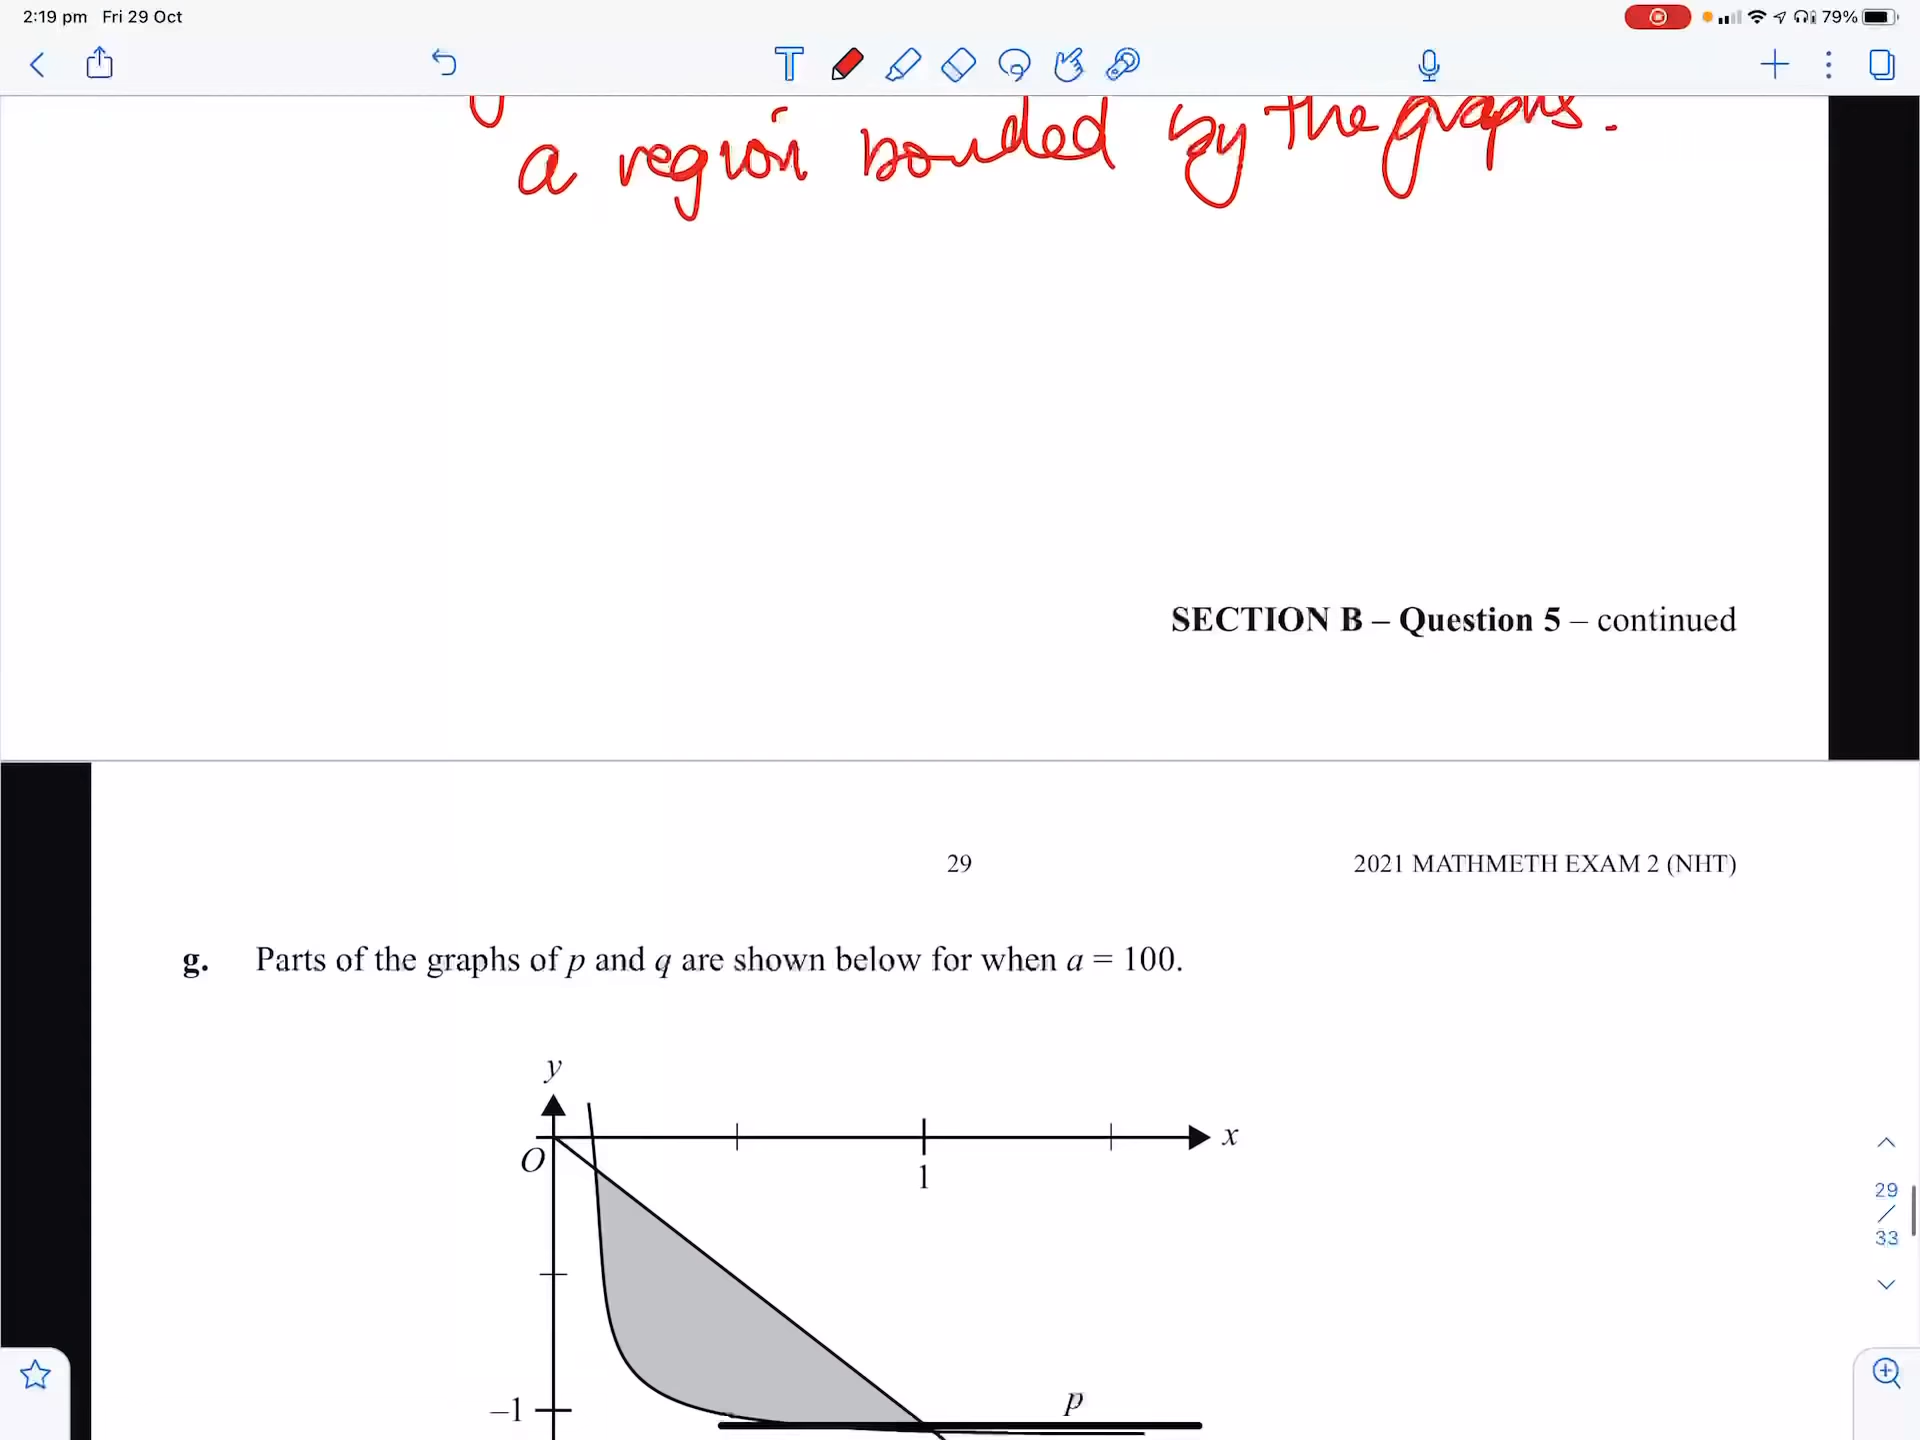 2:19 pm Fri 29 Oct
79%
T
a region bounded by the graphs.
SECTION B – Question 5 – continued
29
2021 MATHMETH EXAM 2 (NHT)
g. Parts of the graphs of p and q are shown below for when a = 100.
y
x
O
1
29
/
33
p
–1